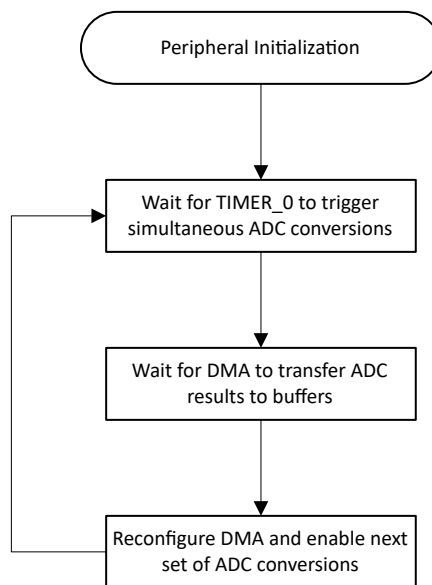 Peripheral Initialization
Wait for TIMER_0 to trigger
simultaneous ADC conversions
Wait for DMA to transfer ADC
results to buffers
Reconfigure DMA and enable next
set of ADC conversions